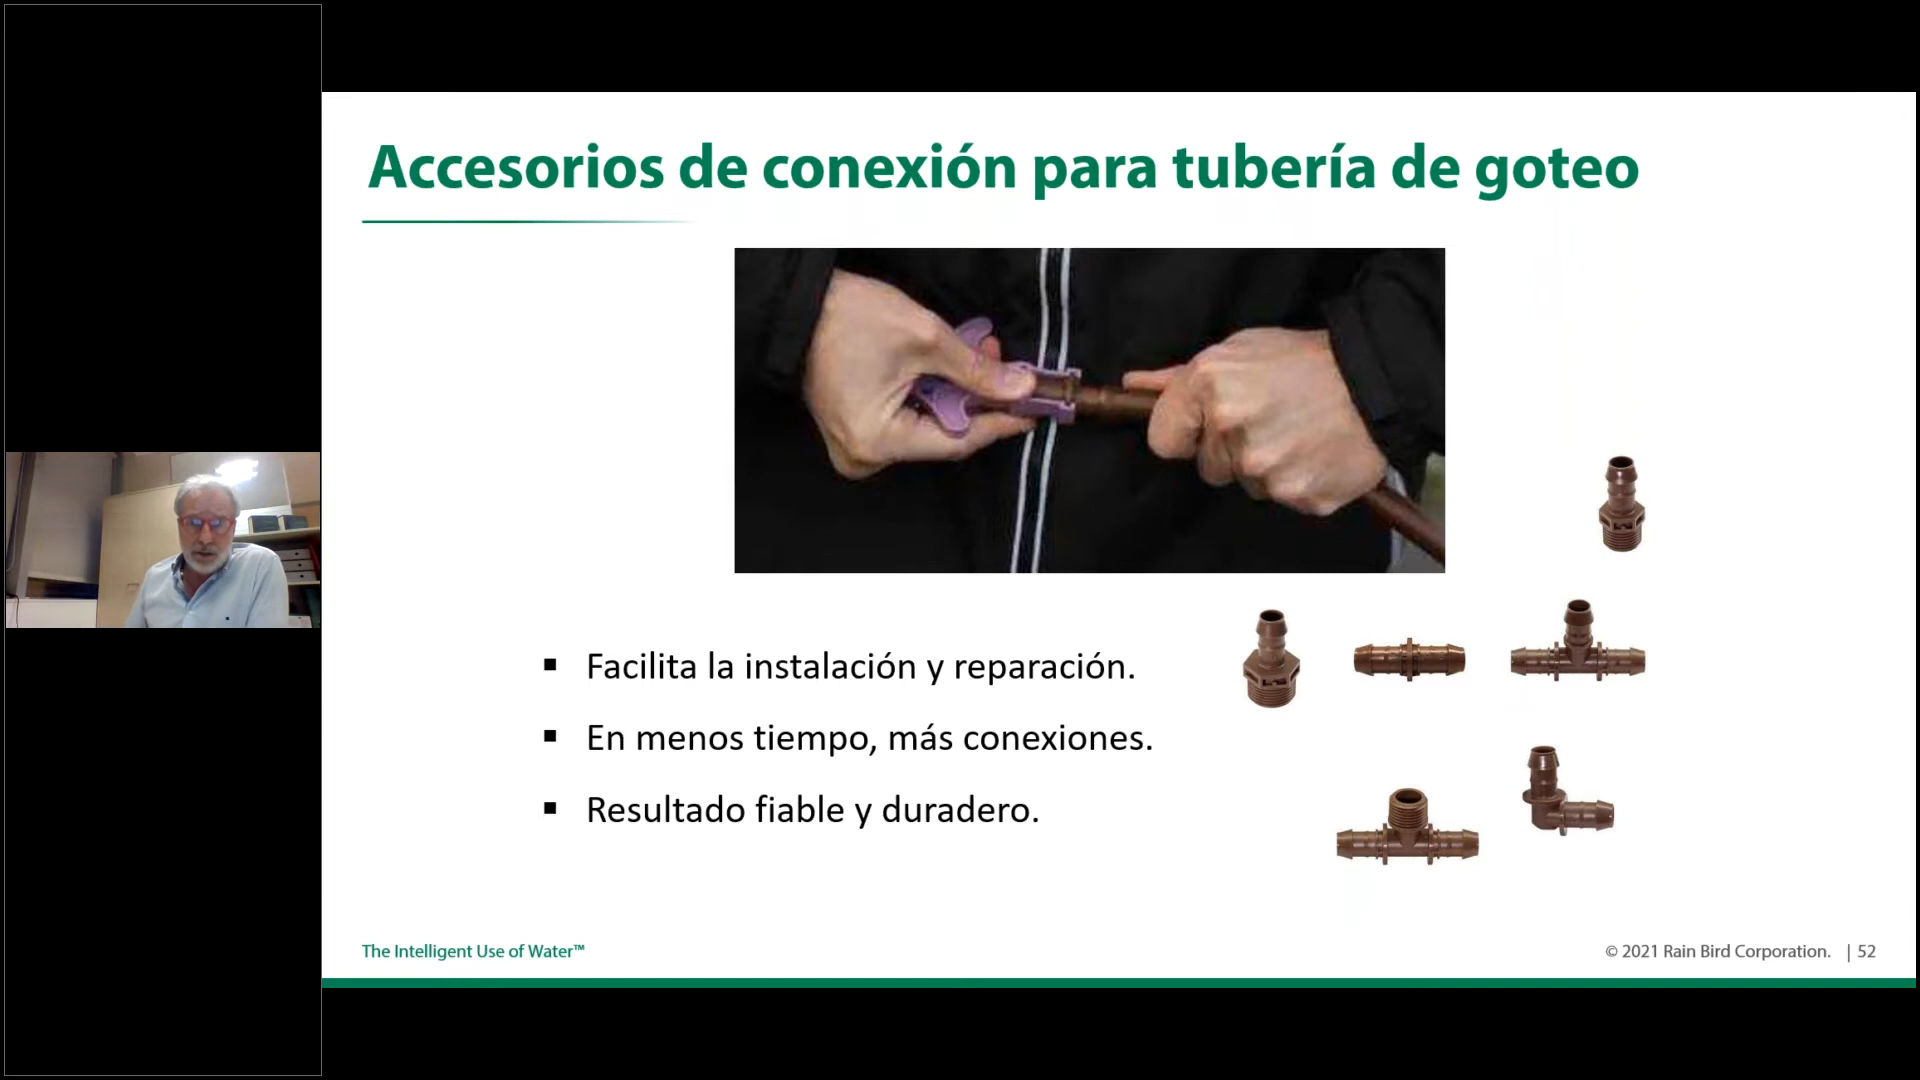 Accesorios de conexión para tubería de goteo
▪ Facilita la instalación y reparación.
▪ En menos tiempo, más conexiones.
▪ Resultado fiable y duradero.
The Intelligent Use of Water™
© 2021 Rain Bird Corporation. | 52